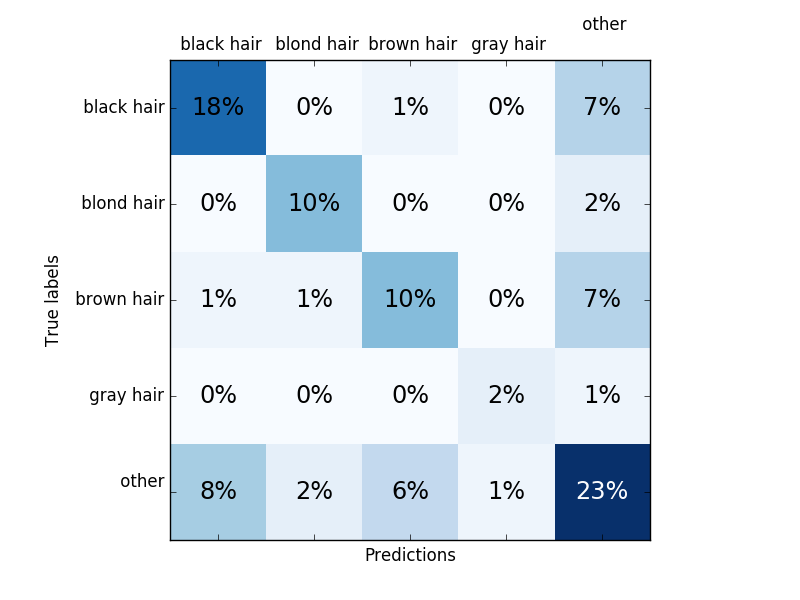 other
black hair blond hair brown hair gray hair
black hair 18% 0% 1% 0% 7%
blond hair 0% 10% 0% 0% 2%
True labels
brown hair 1% 1% 10% 0% 7%
gray hair 0% 0% 0% 2% 1%
other 8% 2% 6% 1% 23%
Predictions